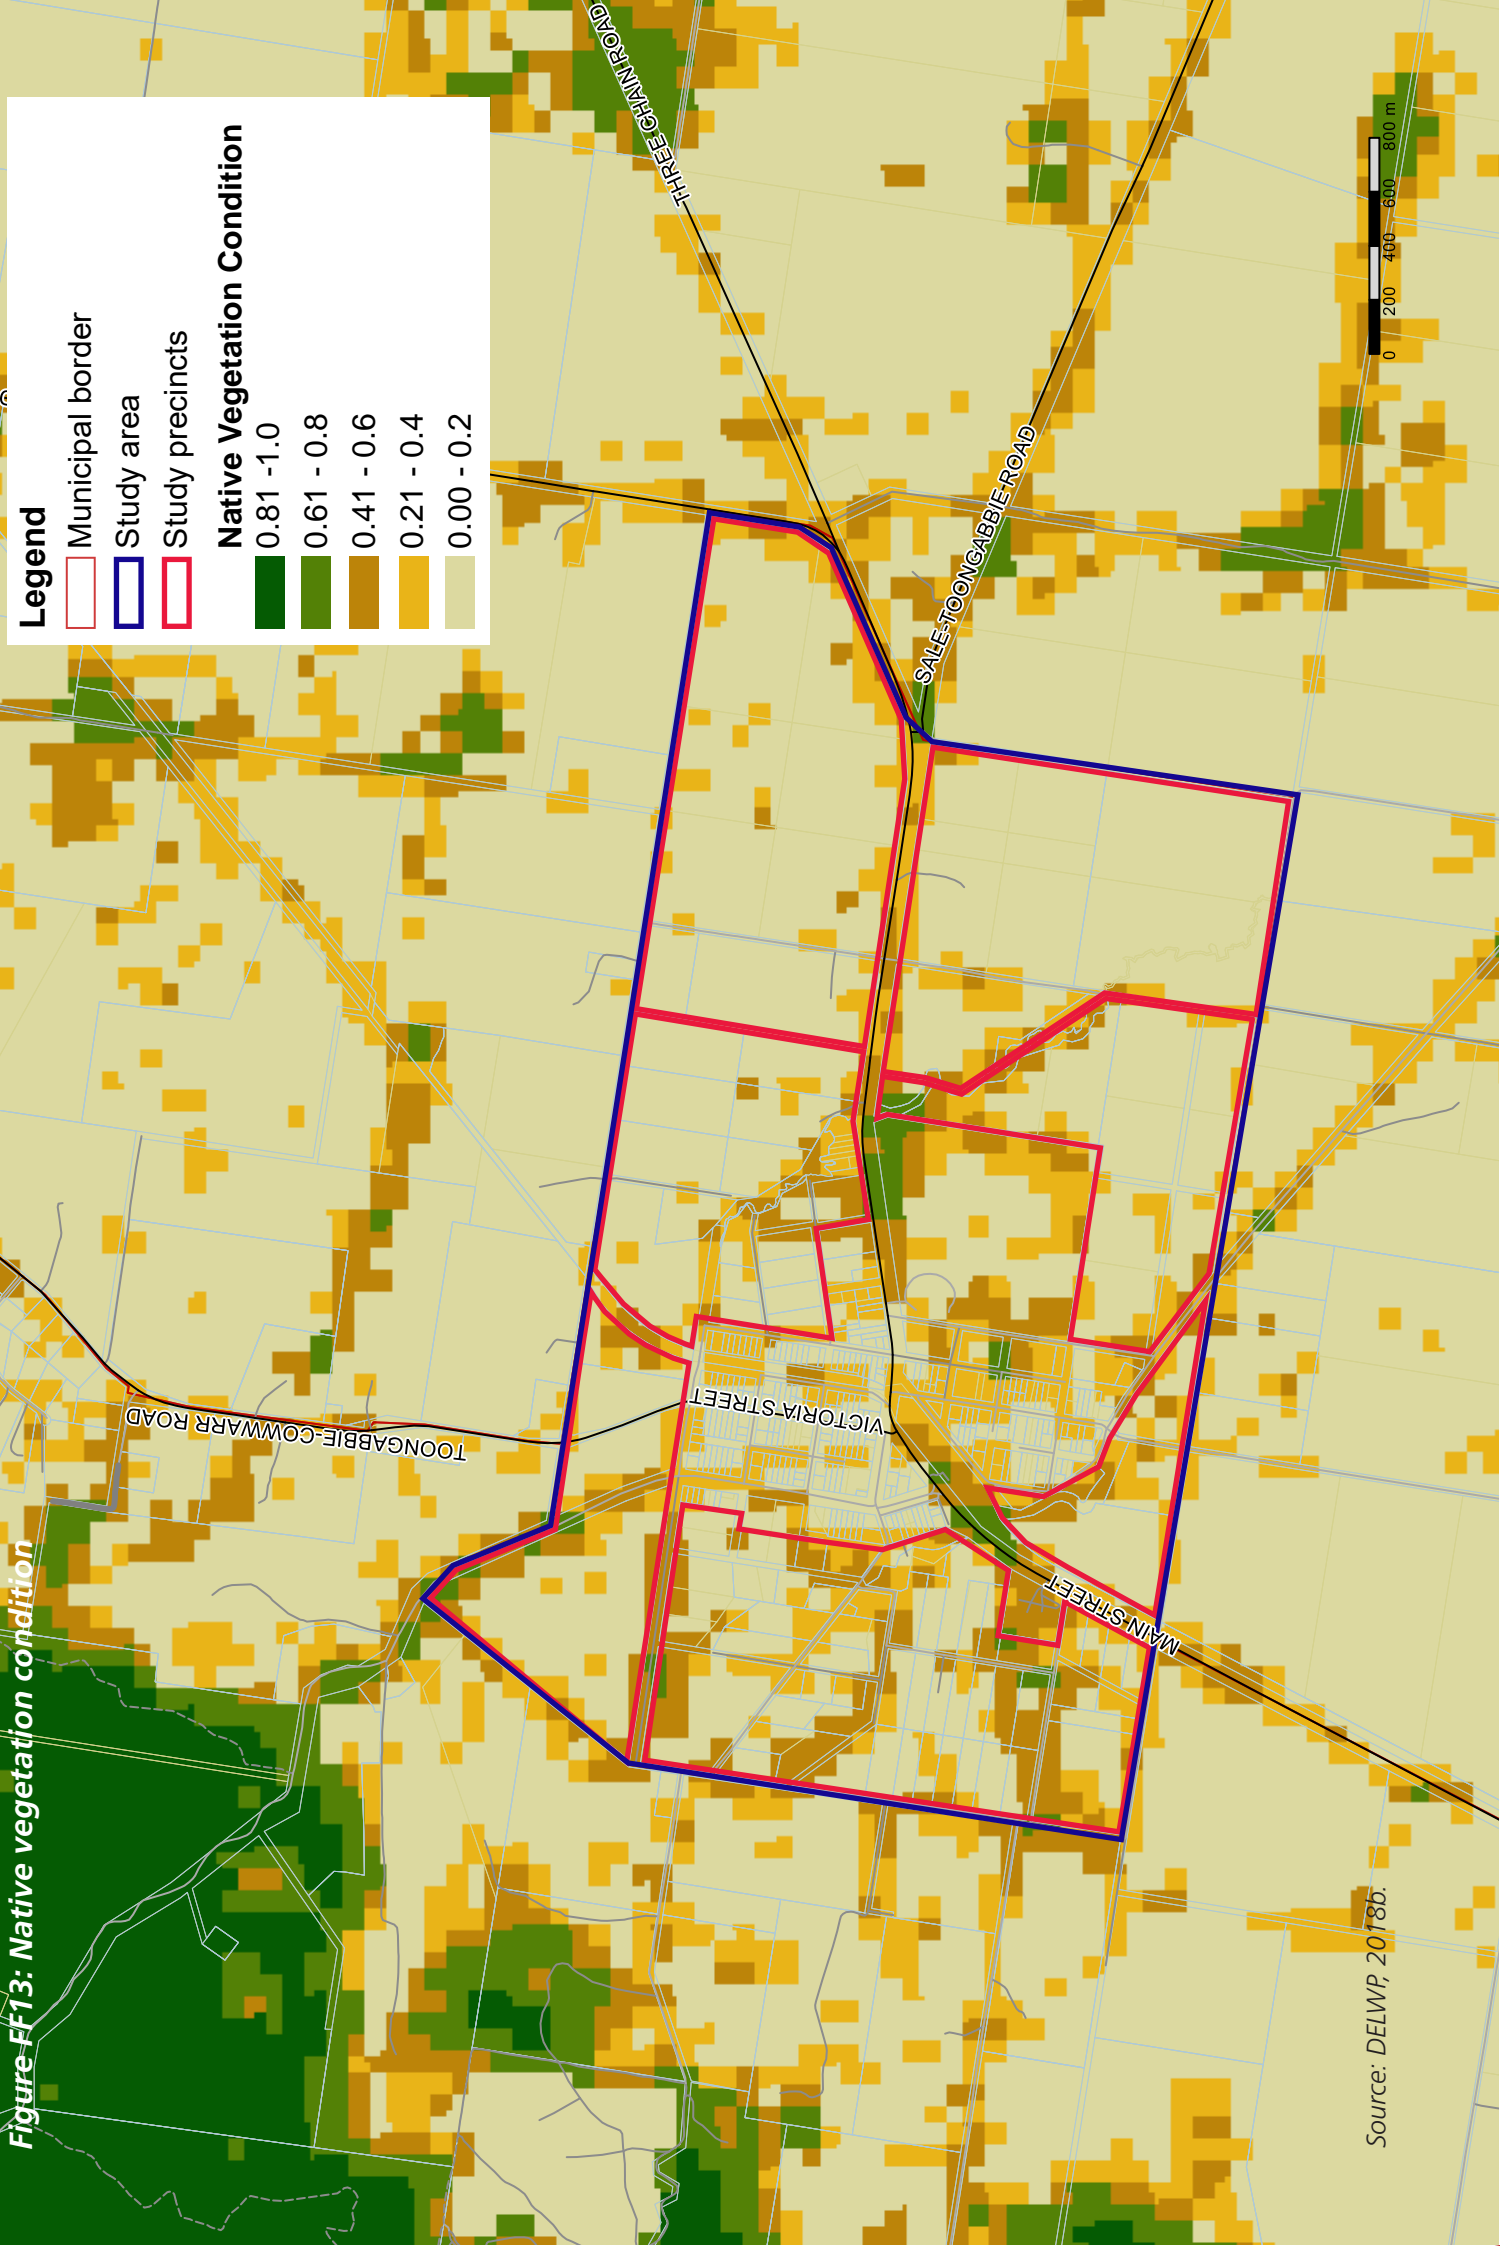 Figure FF13: Native vegetation condition
Legend
Municipal border
Study area
Study precincts
Native Vegetation Condition
0.81 -1.0
0.61 - 0.8
0.41 - 0.6
0.21 - 0.4
0.00 - 0.2
TOONGABBIE-COWWARR ROAD
THREE CHAIN ROAD
VICTORIA STREET
SALE-TOONGABBIE-ROAD
MAIN STREET
0 200 400 600 800 m
Source: DELWP, 2018b.